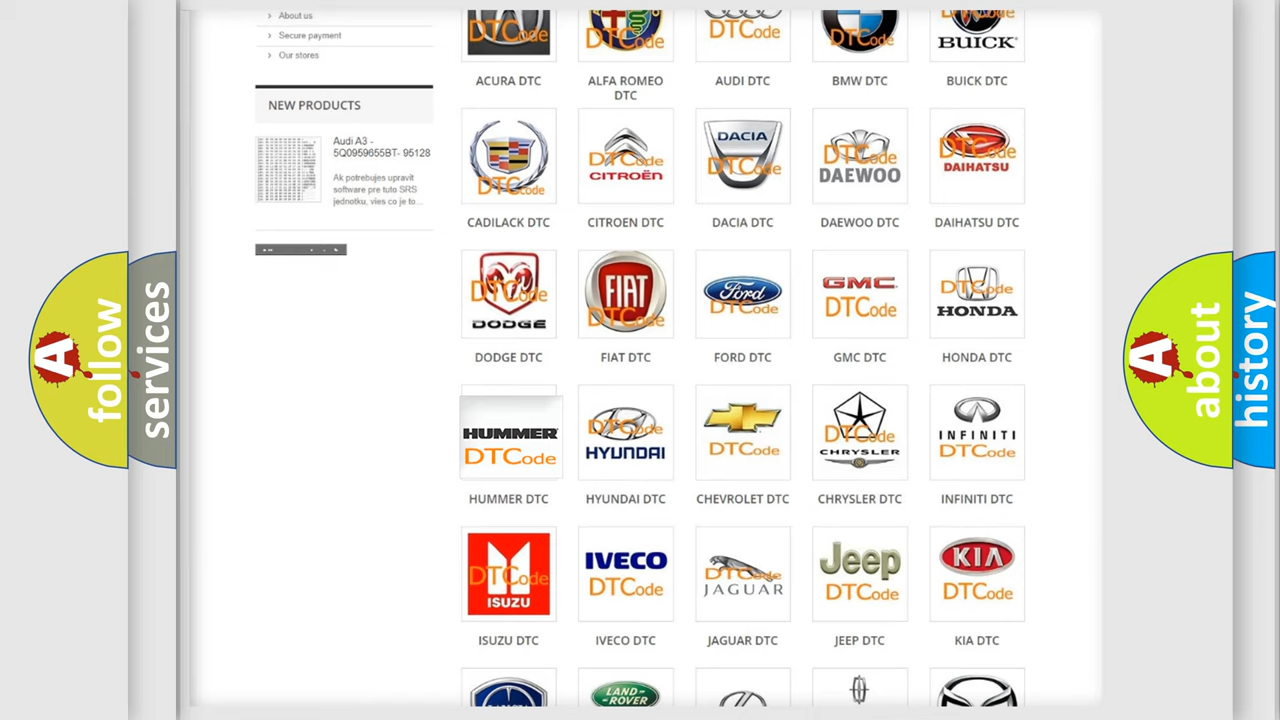 About us
Secure payment
Our stores
NEW PRODUCTS
Audi A3 -
5Q0959655BT- 95128
Ak potrebujes upravit
software pre tuto SRS
jednotku, vies co je to...
DTCode
DTCode
DTCode
DTCode
DTCode
BUICK
ACURA DTC
ALFA ROMEO
DTC
AUDI DTC
BMW DTC
BUICK DTC
DTCode
DTCode
CITROËN
DACIA
DTCode
DTCode
DAEWOO
DTCode
DAIHATSU
CADILACK DTC
CITROEN DTC
DACIA DTC
DAEWOO DTC
DAIHATSU DTC
DTCode
DODGE
FIAT
DTCode
Ford
DTCode
GMC
DTCode
DTCode
HONDA
DODGE DTC
FIAT DTC
FORD DTC
GMC DTC
HONDA DTC
HUMMER
DTCode
DTCode
HYUNDAI
DTCode
DTCode
CHRYSLER
INFINITI
DTCode
HUMMER DTC
HYUNDAI DTC
CHEVROLET DTC
CHRYSLER DTC
INFINITI DTC
DTCode
ISUZU
IVECO
DTCode
DTCode
JAGUAR
Jeep
DTCode
KIA
DTCode
ISUZU DTC
IVECO DTC
JAGUAR DTC
JEEP DTC
KIA DTC
LAND-
ROVER
A
follow
services
A
about
history